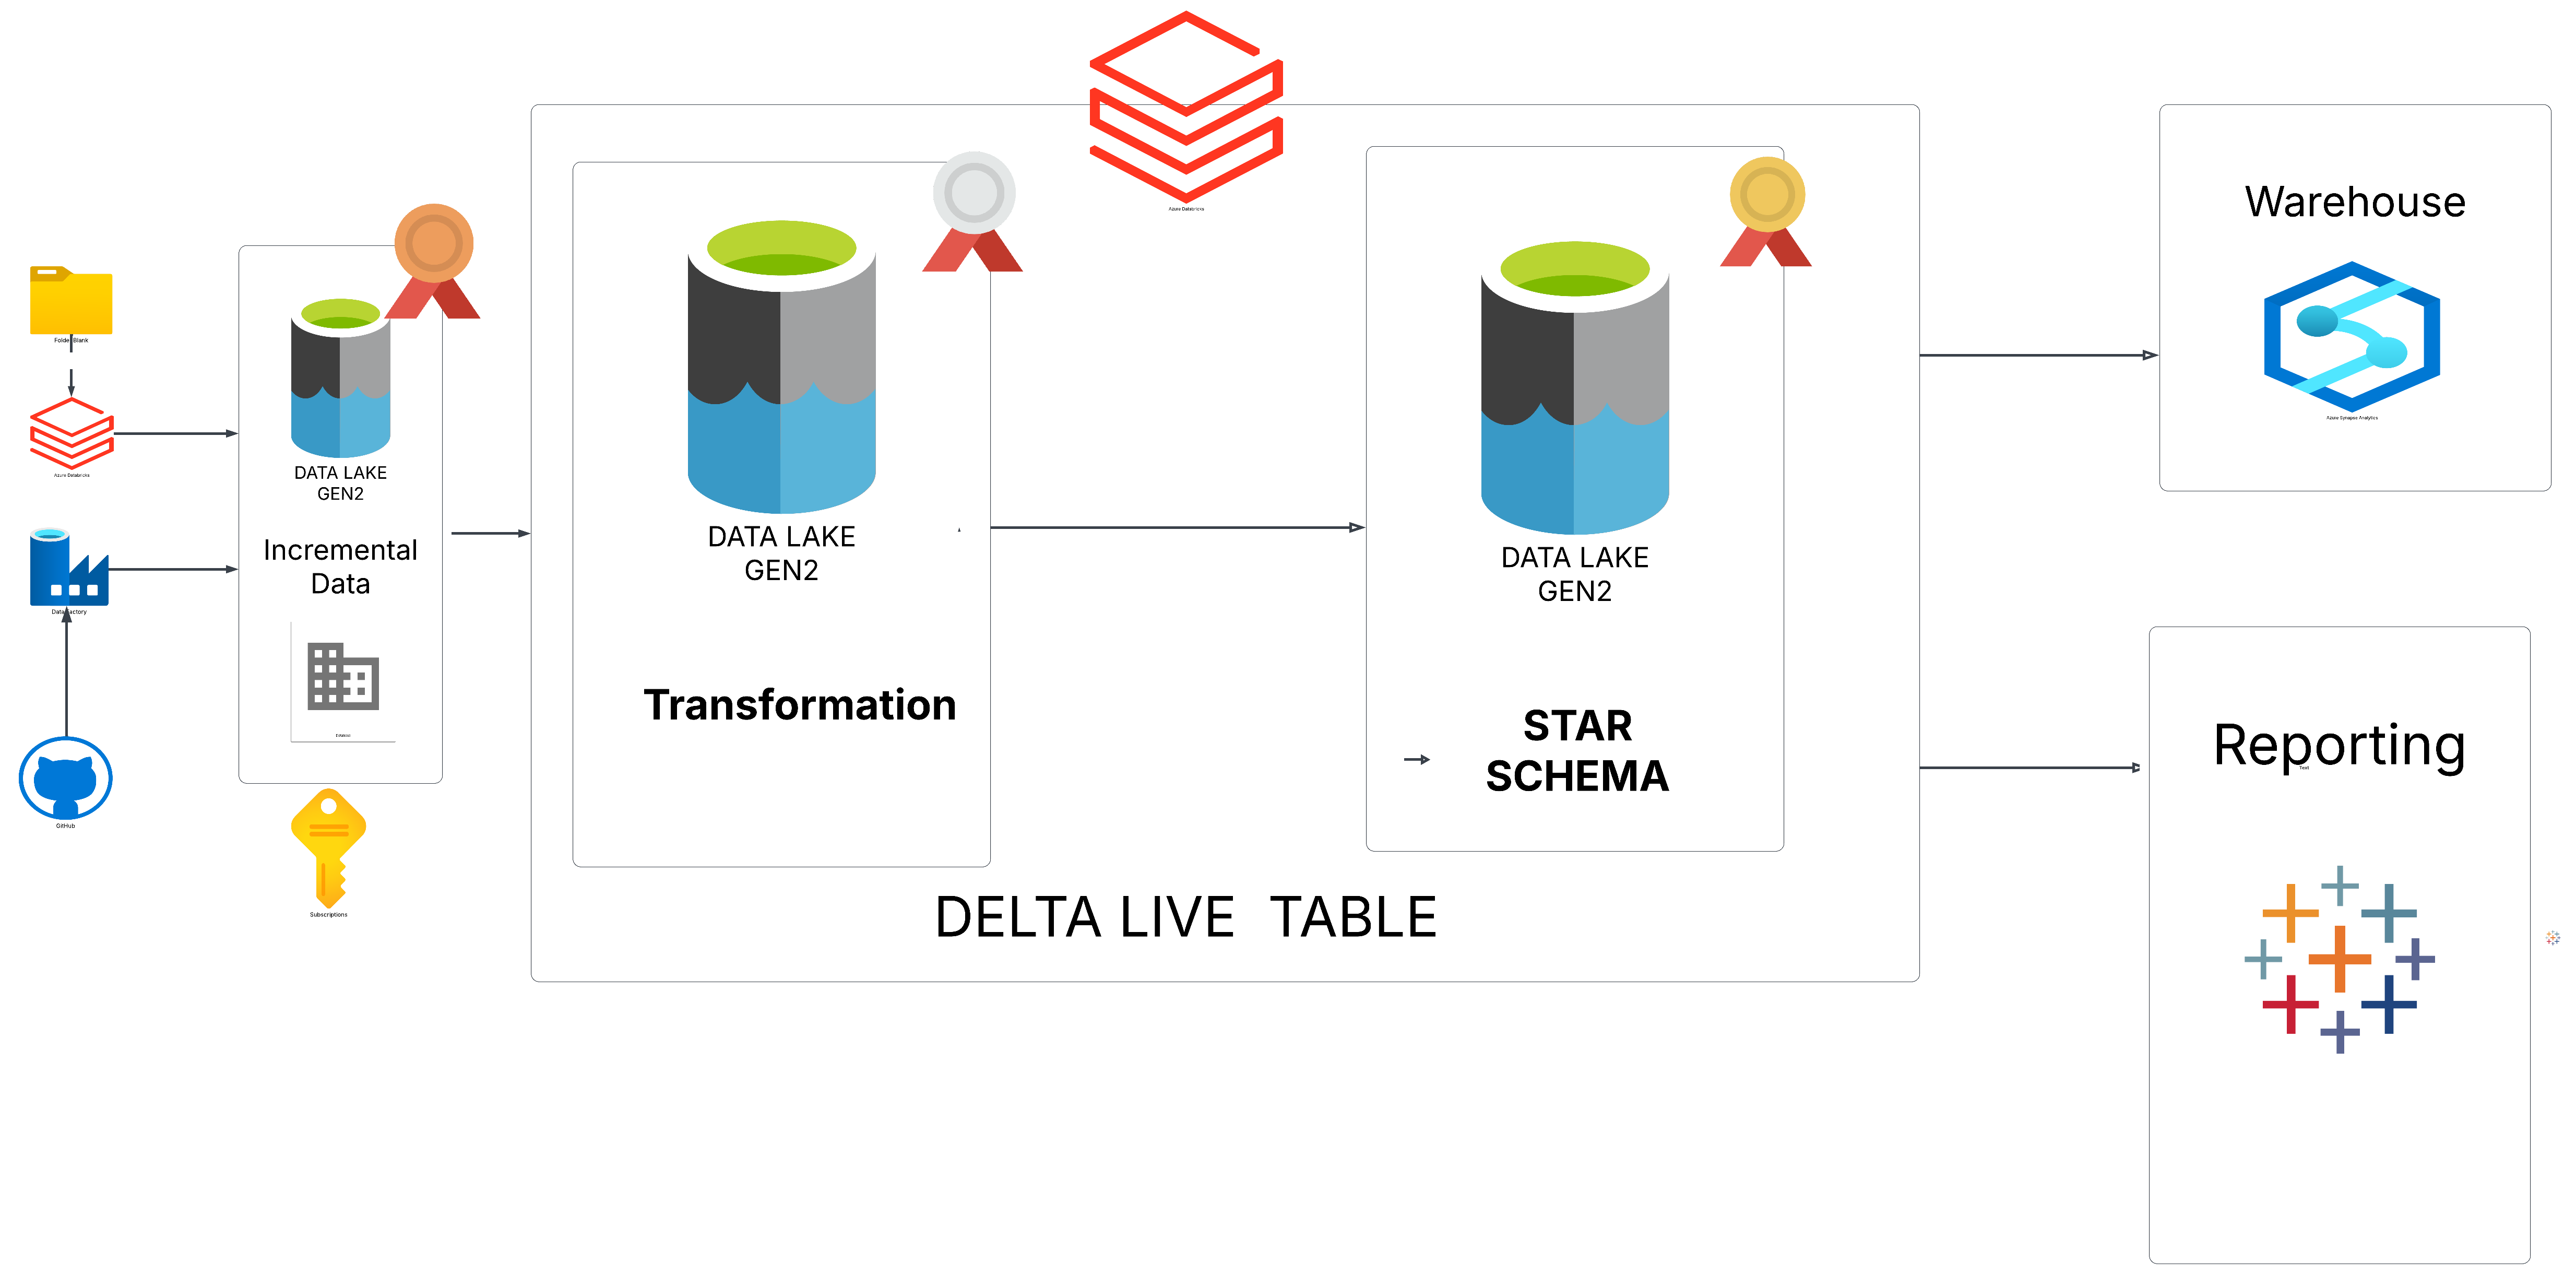 Azure Databricks
Folder Blank
Azure Databricks
DATA LAKE
GEN2
Incremental
Data
Data Factory
GitHub
Subscriptions
DATA LAKE
GEN2
Transformation
DATA LAKE
GEN2
STAR
SCHEMA
DELTA LIVE TABLE
Warehouse
Azure Synapse Analytics
Reporting
Text